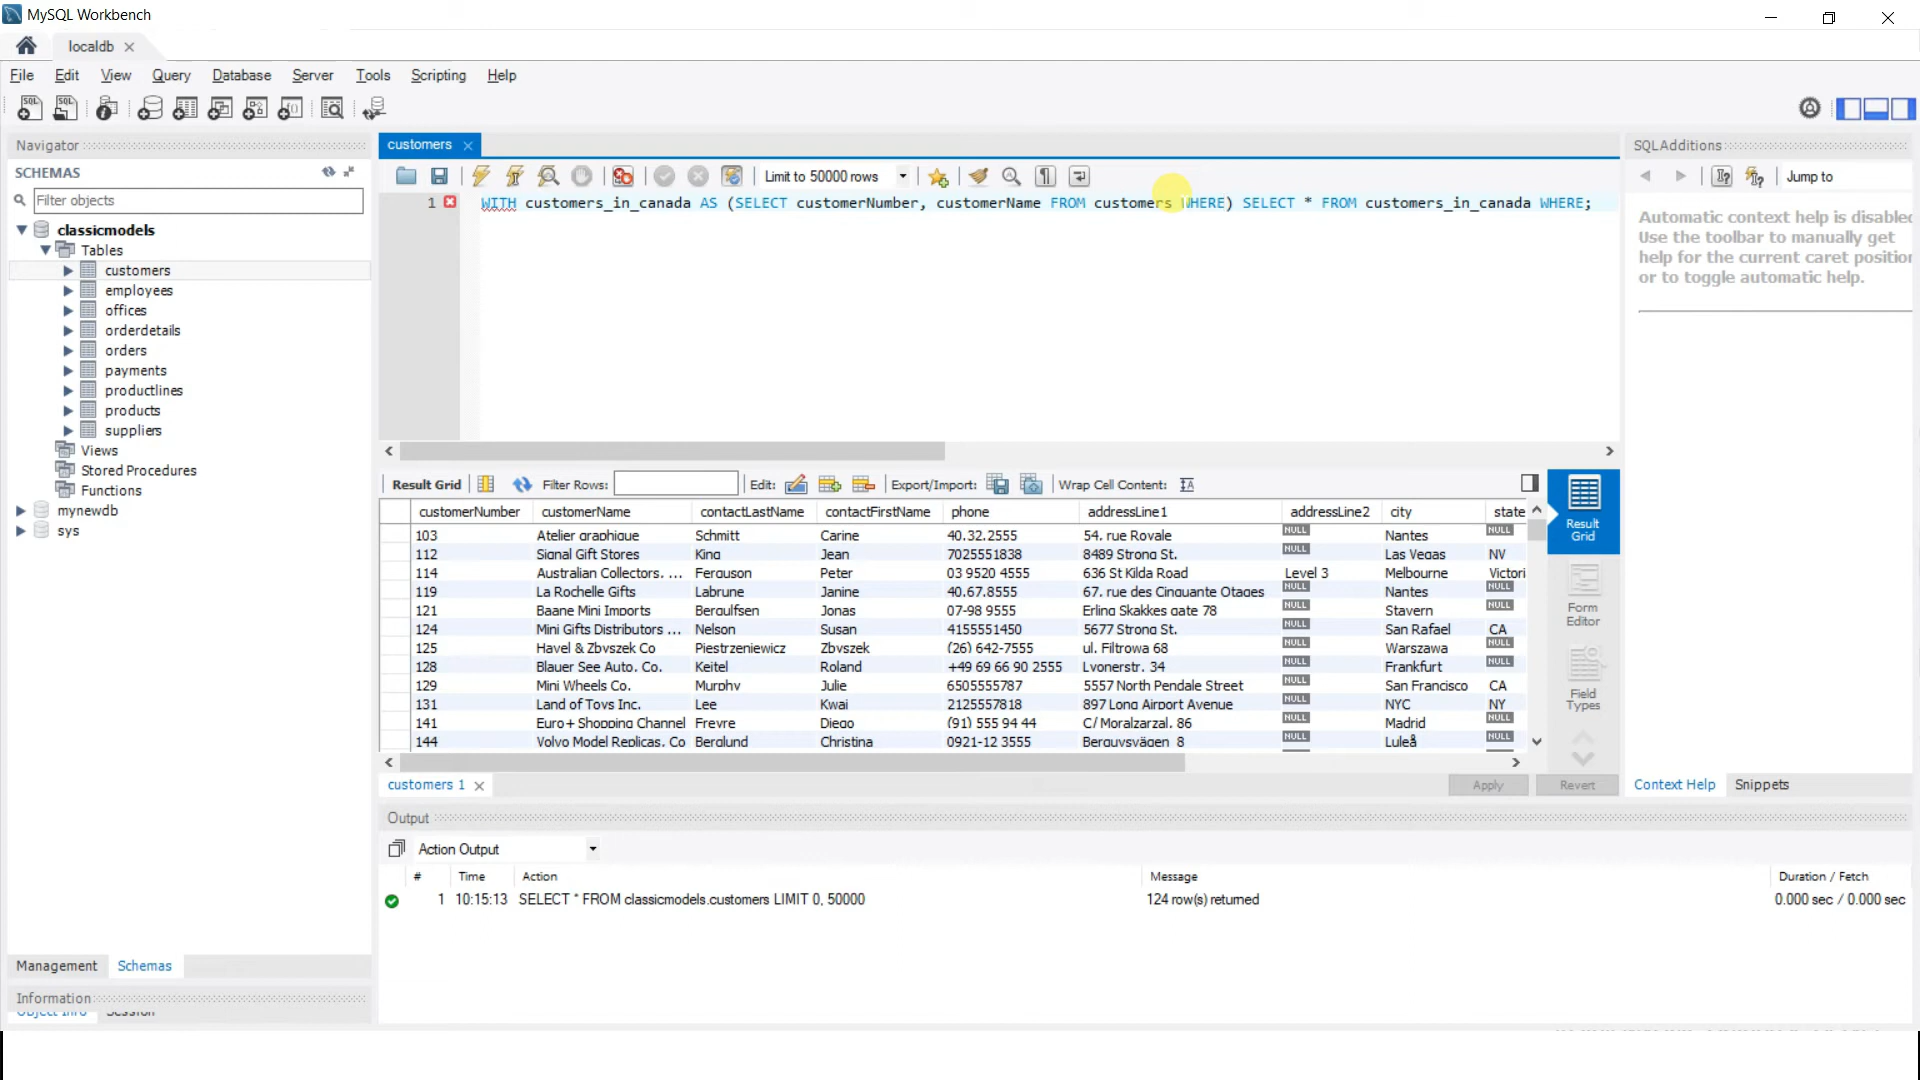 MySQL Workbench
localdb
File Edit View Query Database Server Tools Scripting Help
Navigator
SCHEMAS
Filter objects
classicmodels
Tables
customers
employees
offices
orderdetails
orders
payments
productlines
products
suppliers
Views
Stored Procedures
Functions
mynewdb
sys
Management Schemas
Information
Object Info Session
customers
Limit to 50000 rows
1 WITH customers_in_canada AS (SELECT customerNumber, customerName FROM customers WHERE) SELECT * FROM customers_in_canada WHERE;
Result Grid Filter Rows: Edit: Export/Import: Wrap Cell Content:
customerNumber customerName contactLastName contactFirstName phone addressLine1 addressLine2 city state
103 Atelier graphique Schmitt Carine 40.32.2555 54, rue Royale NULL Nantes NULL
112 Signal Gift Stores King Jean 7025551838 8489 Strong St. NULL Las Vegas NV
114 Australian Collectors, ... Ferguson Peter 03 9520 4555 636 St Kilda Road Level 3 Melbourne Victori
119 La Rochelle Gifts Labrune Janine 40.67.8555 67, rue des Cinquante Otages NULL Nantes NULL
121 Baane Mini Imports Bergulfsen Jonas 07-98 9555 Erling Skakkes gate 78 NULL Stavern NULL
124 Mini Gifts Distributors ... Nelson Susan 4155551450 5677 Strong St. NULL San Rafael CA
125 Havel & Zbyszek Co Piestrzeniewicz Zbyszek (26) 642-7555 ul. Filtrowa 68 NULL Warszawa NULL
128 Blauer See Auto, Co. Keitel Roland +49 69 66 90 2555 Lyonerstr. 34 NULL Frankfurt NULL
129 Mini Wheels Co. Murphy Julie 6505555787 5557 North Pendale Street NULL San Francisco CA
131 Land of Toys Inc. Lee Kwai 2125557818 897 Long Airport Avenue NULL NYC NY
141 Euro+ Shopping Channel Freyre Diego (91) 555 94 44 C/ Moralzarzal, 86 NULL Madrid NULL
144 Volvo Model Replicas, Co Berglund Christina 0921-12 3555 Berguvsvägen 8 NULL Luleå NULL
Result Grid
Form Editor
Field Types
customers 1
Apply Revert
SQLAdditions
Jump to
Automatic context help is disabled
Use the toolbar to manually get
help for the current caret position
or to toggle automatic help.
Context Help Snippets
Output
Action Output
# Time Action Message Duration / Fetch
1 10:15:13 SELECT * FROM classicmodels.customers LIMIT 0, 50000 124 row(s) returned 0.000 sec / 0.000 sec